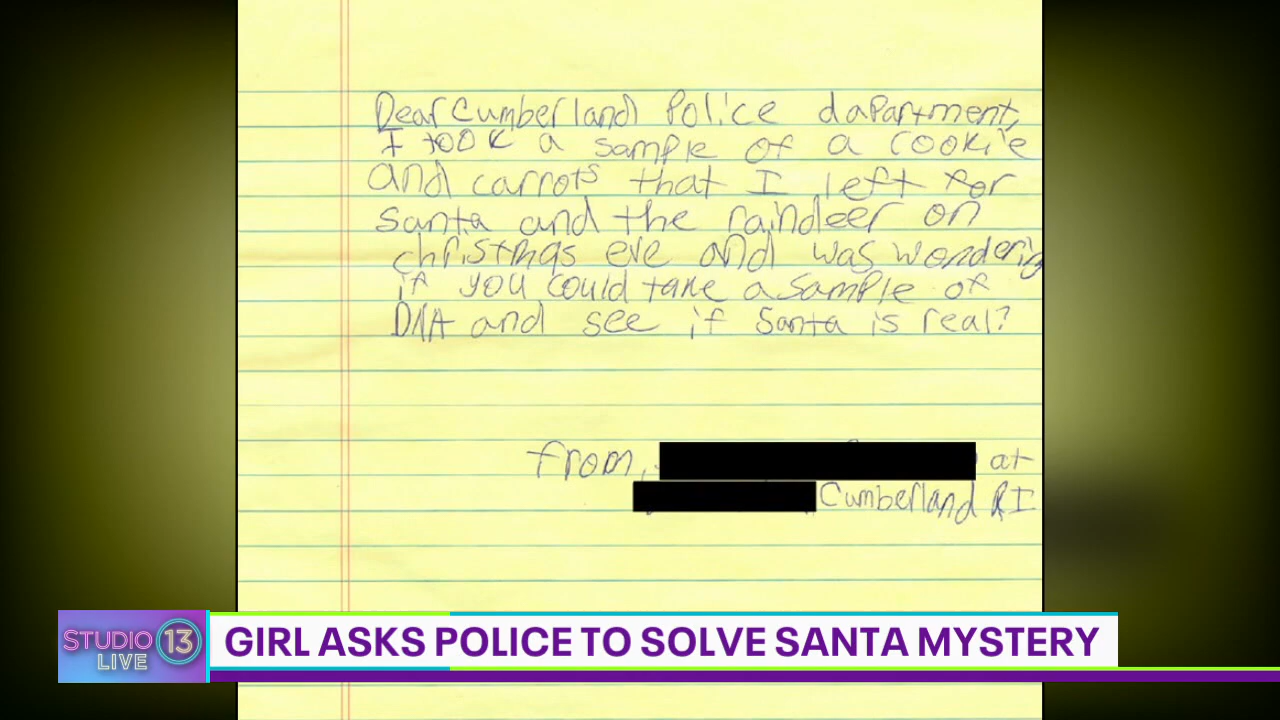 Dear Cumberland Police dapartment,
I took a sample of a cookie
and carrots that I left for
santa and the raindeer on
christmas eve and was wondering
if you could take a sample of
DNA and see if Santa is real?
from, at
Cumberland RI
STUDIO 13
LIVE
GIRL ASKS POLICE TO SOLVE SANTA MYSTERY